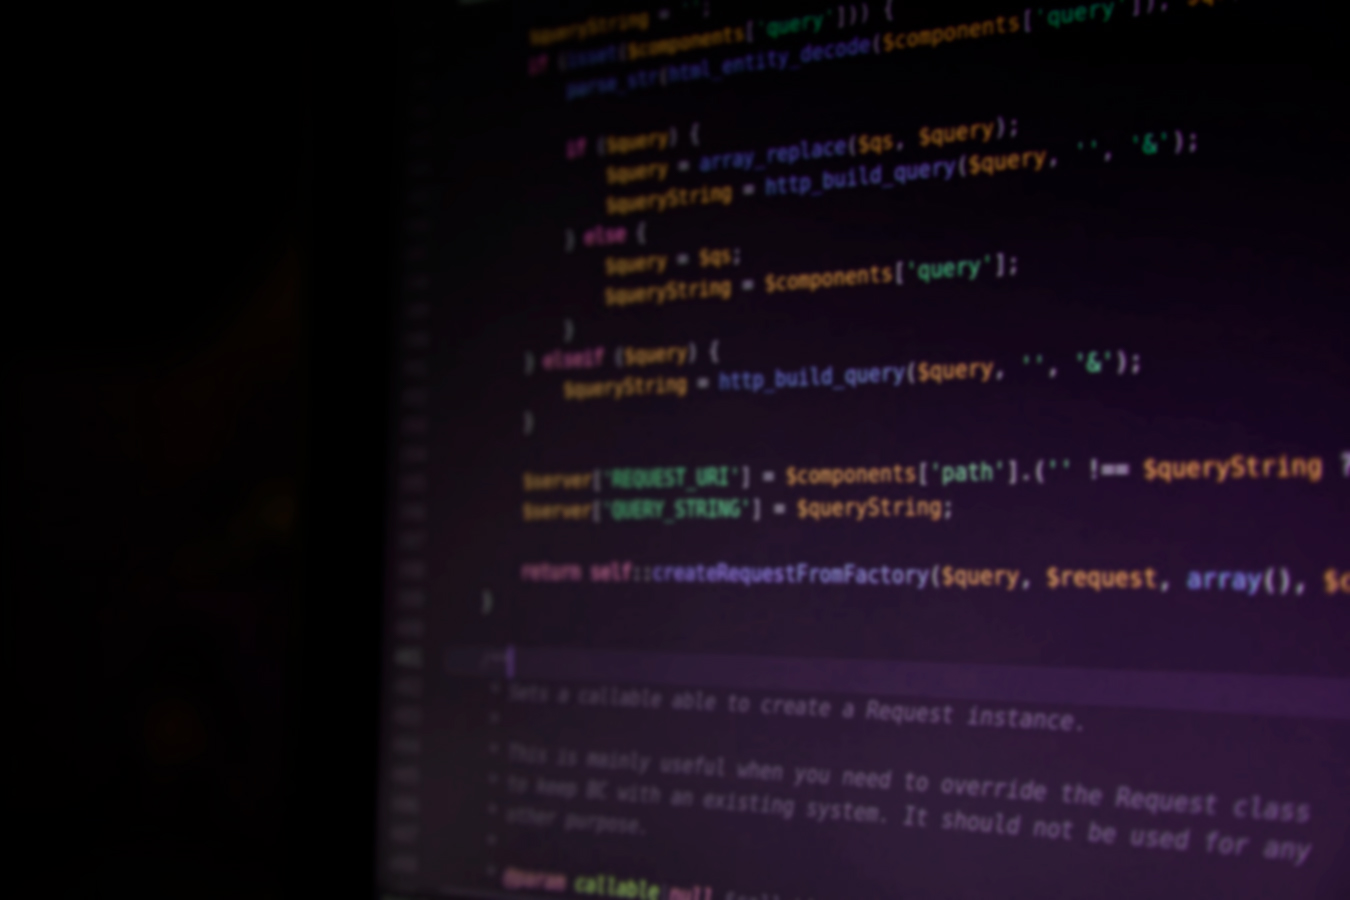 $queryString = '';
if (isset($components['query'])) {
parse_str(html_entity_decode($components['query']),
if ($query) {
$query = array_replace($qs, $query);
$queryString = http_build_query($query, '', '&');
} else {
$query = $qs;
$queryString = $components['query'];
}
} elseif ($query) {
$queryString = http_build_query($query, '', '&');
}
$server['REQUEST_URI'] = $components['path'].('' !== $queryString ?
$server['QUERY_STRING'] = $queryString;
return self::createRequestFromFactory($query, $request, array(), $c
}
/**
* Sets a callable able to create a Request instance.
*
* This is mainly useful when you need to override the Request class
* to keep BC with an existing system. It should not be used for any
* other purpose.
*
* @param callable|null